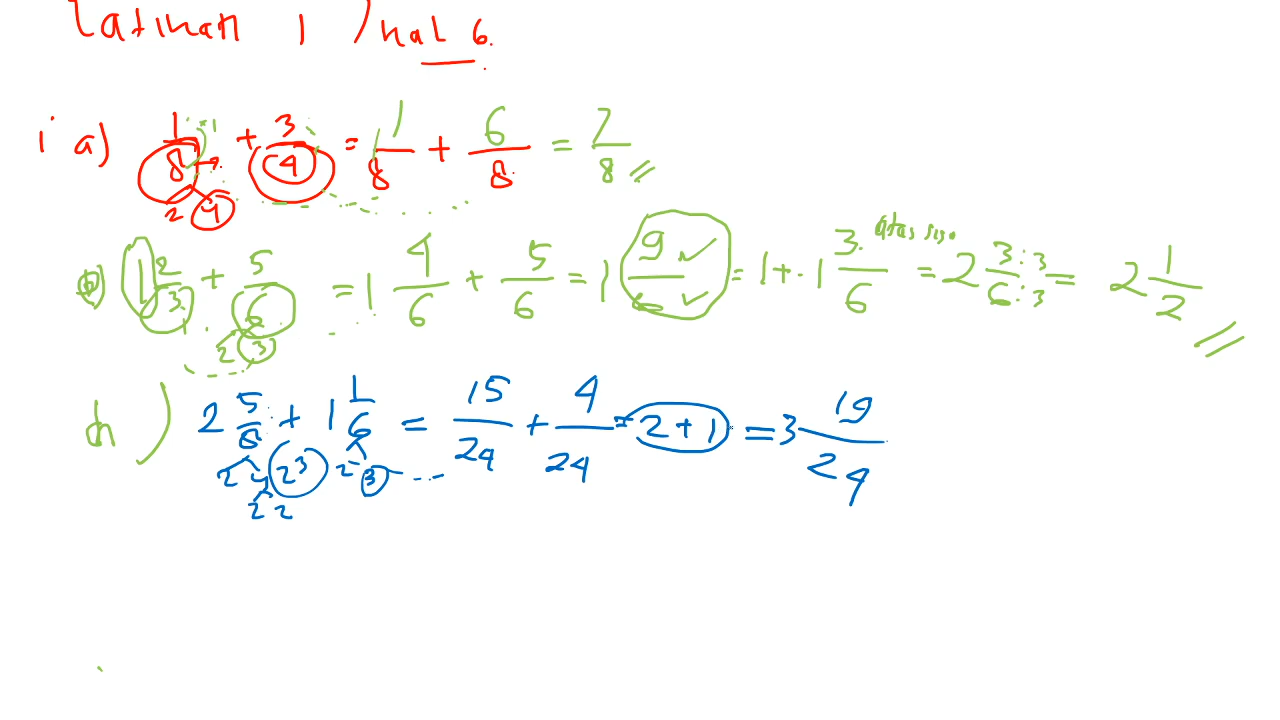 Latihan 1 / hal 6.
1 a) 1/8 + 3/4 = 1/8 + 6/8 = 7/8 //
b) 1 2/3 + 5/6 = 1 4/6 + 5/6 = 1 9/6 = 1 + 1 3/6 = 2 3:3/6:3 = 2 1/2 //
h) 2 5/8 + 1 1/6 = 15/24 + 4/24 = 2 + 1 = 3 19/24